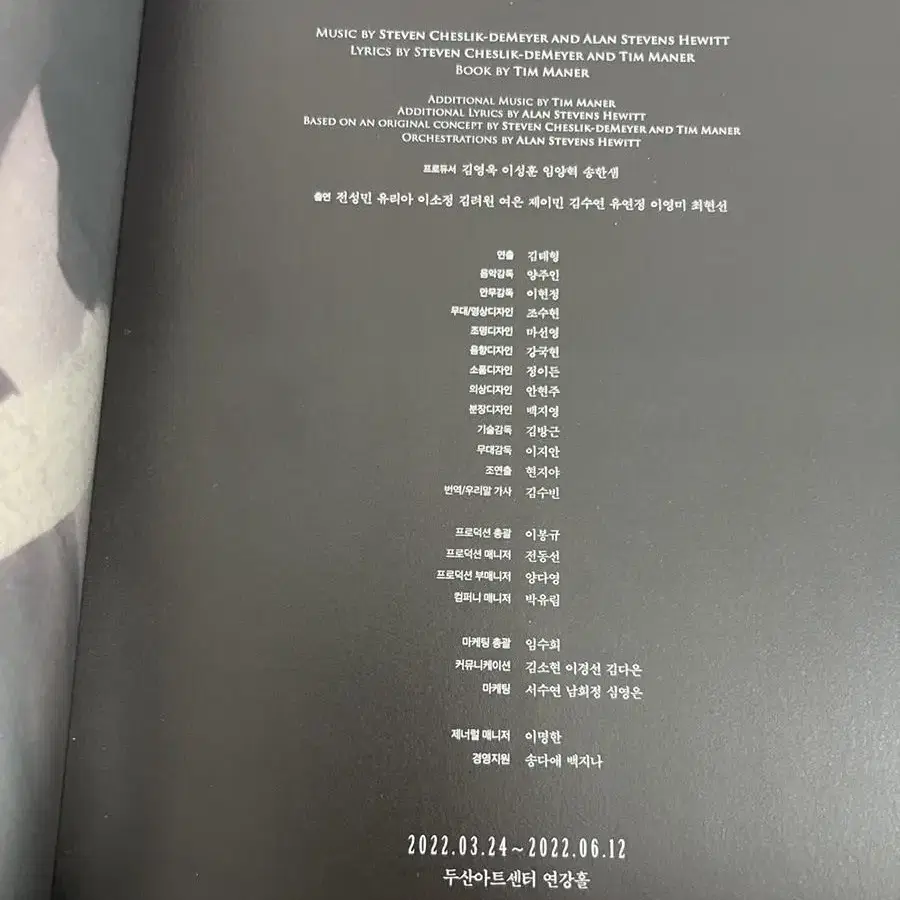 MUSIC BY STEVEN CHESLIK-DEMEYER AND ALAN STEVENS HEWITT
LYRICS BY STEVEN CHESLIK-DEMEYER AND TIM MANER
BOOK BY TIM MANER
ADDITIONAL MUSIC BY TIM MANER
ADDITIONAL LYRICS BY ALAN STEVENS HEWITT
BASED ON AN ORIGINAL CONCEPT BY STEVEN CHESLIK-DEMEYER AND TIM MANER
ORCHESTRATIONS BY ALAN STEVENS HEWITT
프로듀서 김영욱 이성훈 임양혁 송한샘
출연 전성민 유리아 이소정 김려원 여은 제이민 김수연 유연정 이영미 최현선
연출 김태형
음악감독 양주인
안무감독 이현정
무대/영상디자인 조수현
조명디자인 마선영
음향디자인 강국현
소품디자인 정이든
의상디자인 안현주
분장디자인 백지영
기술감독 김방근
무대감독 이지안
조연출 현지야
번역/우리말 가사 김수빈
프로덕션 총괄 이봉규
프로덕션 매니저 전동선
프로덕션 부매니저 양다영
컴퍼니 매니저 박유림
마케팅 총괄 임수희
커뮤니케이션 김소현 이경선 김다은
마케팅 서수연 남희정 심영은
제너럴 매니저 이명한
경영지원 송다애 백지나
2022.03.24~2022.06.12
두산아트센터 연강홀